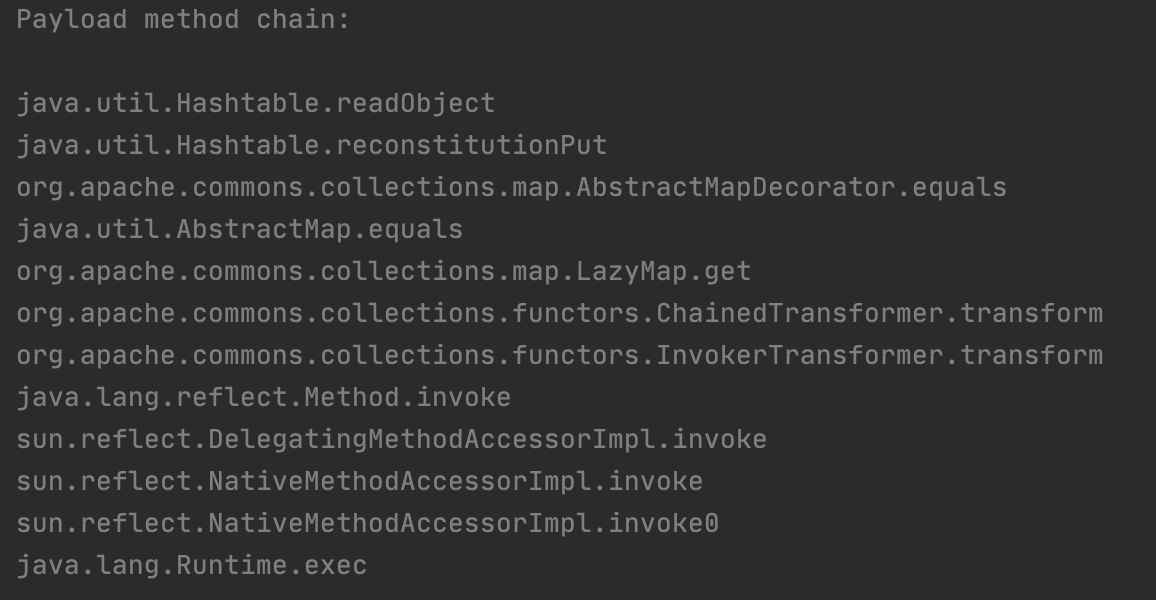 Payload method chain:
java.util.Hashtable.readObject
java.util.Hashtable.reconstitutionPut
org.apache.commons.collections.map.AbstractMapDecorator.equals
java.util.AbstractMap.equals
org.apache.commons.collections.map.LazyMap.get
org.apache.commons.collections.functors.ChainedTransformer.transform
org.apache.commons.collections.functors.InvokerTransformer.transform
java.lang.reflect.Method.invoke
sun.reflect.DelegatingMethodAccessorImpl.invoke
sun.reflect.NativeMethodAccessorImpl.invoke
sun.reflect.NativeMethodAccessorImpl.invoke0
java.lang.Runtime.exec